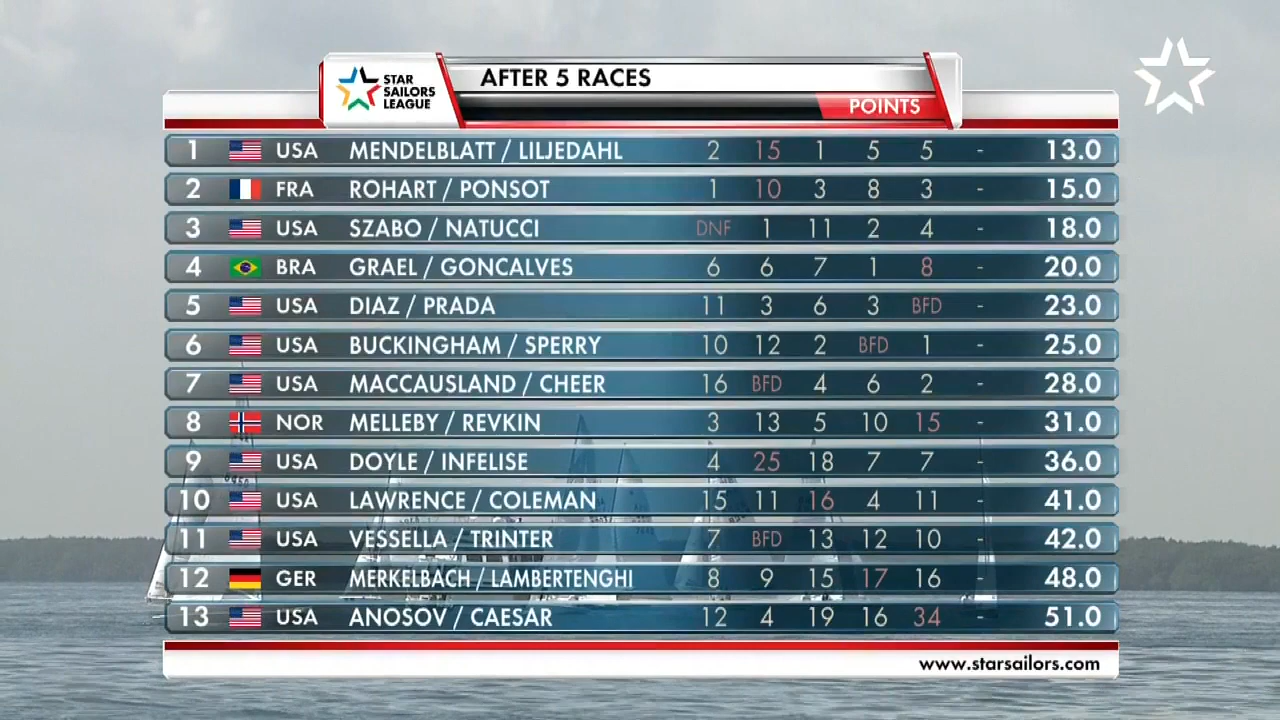 STAR SAILORS LEAGUE
AFTER 5 RACES
POINTS
1 USA MENDELBLATT / LILJEDAHL 2 15 1 5 5 - 13.0
2 FRA ROHART / PONSOT 1 10 3 8 3 - 15.0
3 USA SZABO / NATUCCI DNF 1 11 2 4 - 18.0
4 BRA GRAEL / GONCALVES 6 6 7 1 8 - 20.0
5 USA DIAZ / PRADA 11 3 6 3 BFD - 23.0
6 USA BUCKINGHAM / SPERRY 10 12 2 BFD 1 - 25.0
7 USA MACCAUSLAND / CHEER 16 BFD 4 6 2 - 28.0
8 NOR MELLEBY / REVKIN 3 13 5 10 15 - 31.0
9 USA DOYLE / INFELISE 4 25 18 7 7 - 36.0
10 USA LAWRENCE / COLEMAN 15 11 16 4 11 - 41.0
11 USA VESSELLA / TRINTER 7 BFD 13 12 10 - 42.0
12 GER MERKELBACH / LAMBERTENGHI 8 9 15 17 16 - 48.0
13 USA ANOSOV / CAESAR 12 4 19 16 34 - 51.0
www.starsailors.com